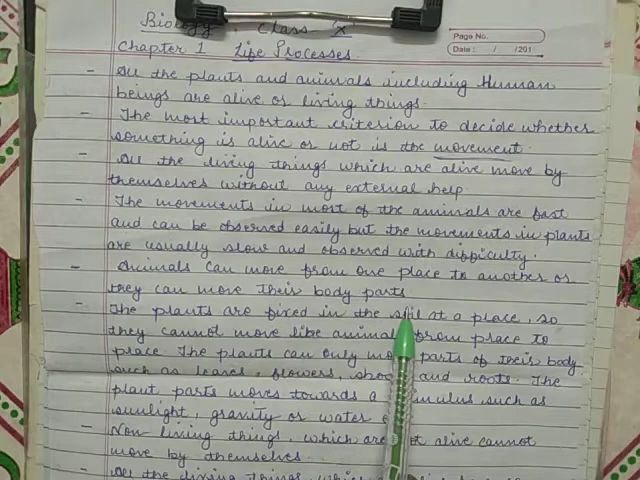 Biology, Class X
Page No.
Date: / /201
Chapter 1 Life Processes
- All the plants and animals including Human
beings are alive or living things.
- The most important criterion to decide whether
something is alive or not is the movement.
- All the living things which are alive move by
themselves without any external help.
- The movements in most of the animals are fast
and can be observed easily but the movements in plants
are usually slow and observed with difficulty.
- Animals can move from one place to another or
they can move their body parts
- The plants are fixed in the soil at a place, so
they cannot move like animals from place to
place. The plants can only parts of their body
such as leaves, flowers, and roots. The
plant parts moves towards a such as
sunlight, gravity or water
- Non living things, which are alive cannot
move by themselves.
- All the living things,